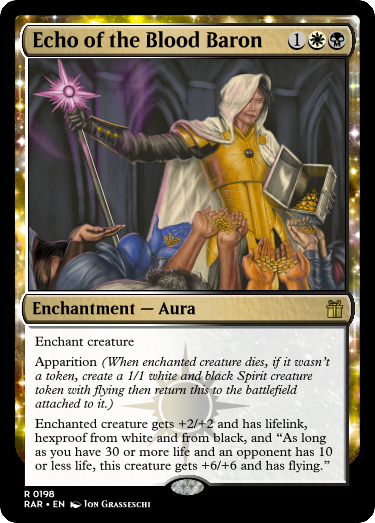 Echo of the Blood Baron 1
Enchantment — Aura
Enchant creature
Apparition (When enchanted creature dies, if it wasn't
a token, create a 1/1 white and black Spirit creature
token with flying then return this to the battlefield
attached to it.)
Enchanted creature gets +2/+2 and has lifelink,
hexproof from white and from black, and “As long
as you have 30 or more life and an opponent has 10
or less life, this creature gets +6/+6 and has flying.”
R 0198
RAR • EN Jon Grasseschi